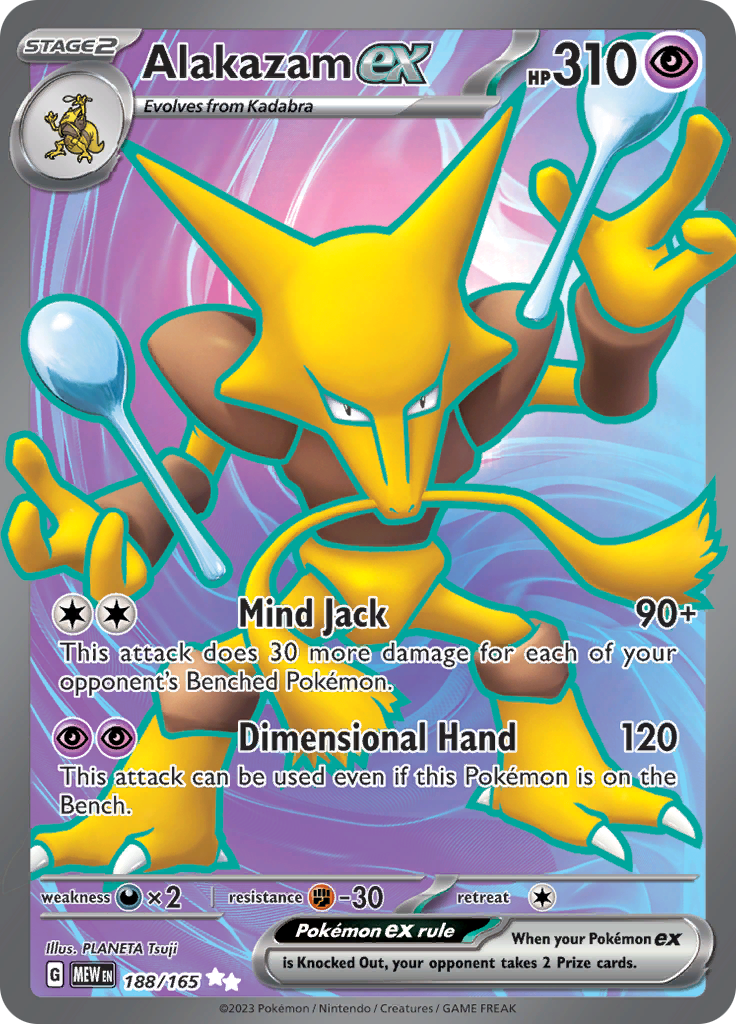 STAGE2
Alakazam ex
HP310
Evolves from Kadabra
Mind Jack 90+
This attack does 30 more damage for each of your
opponent's Benched Pokémon.
Dimensional Hand 120
This attack can be used even if this Pokémon is on the
Bench.
weakness ×2 resistance -30 retreat
Illus. PLANETA Tsuji
Pokémon ex rule
When your Pokémon ex
is Knocked Out, your opponent takes 2 Prize cards.
G MEW EN 188/165
©2023 Pokémon / Nintendo / Creatures / GAME FREAK